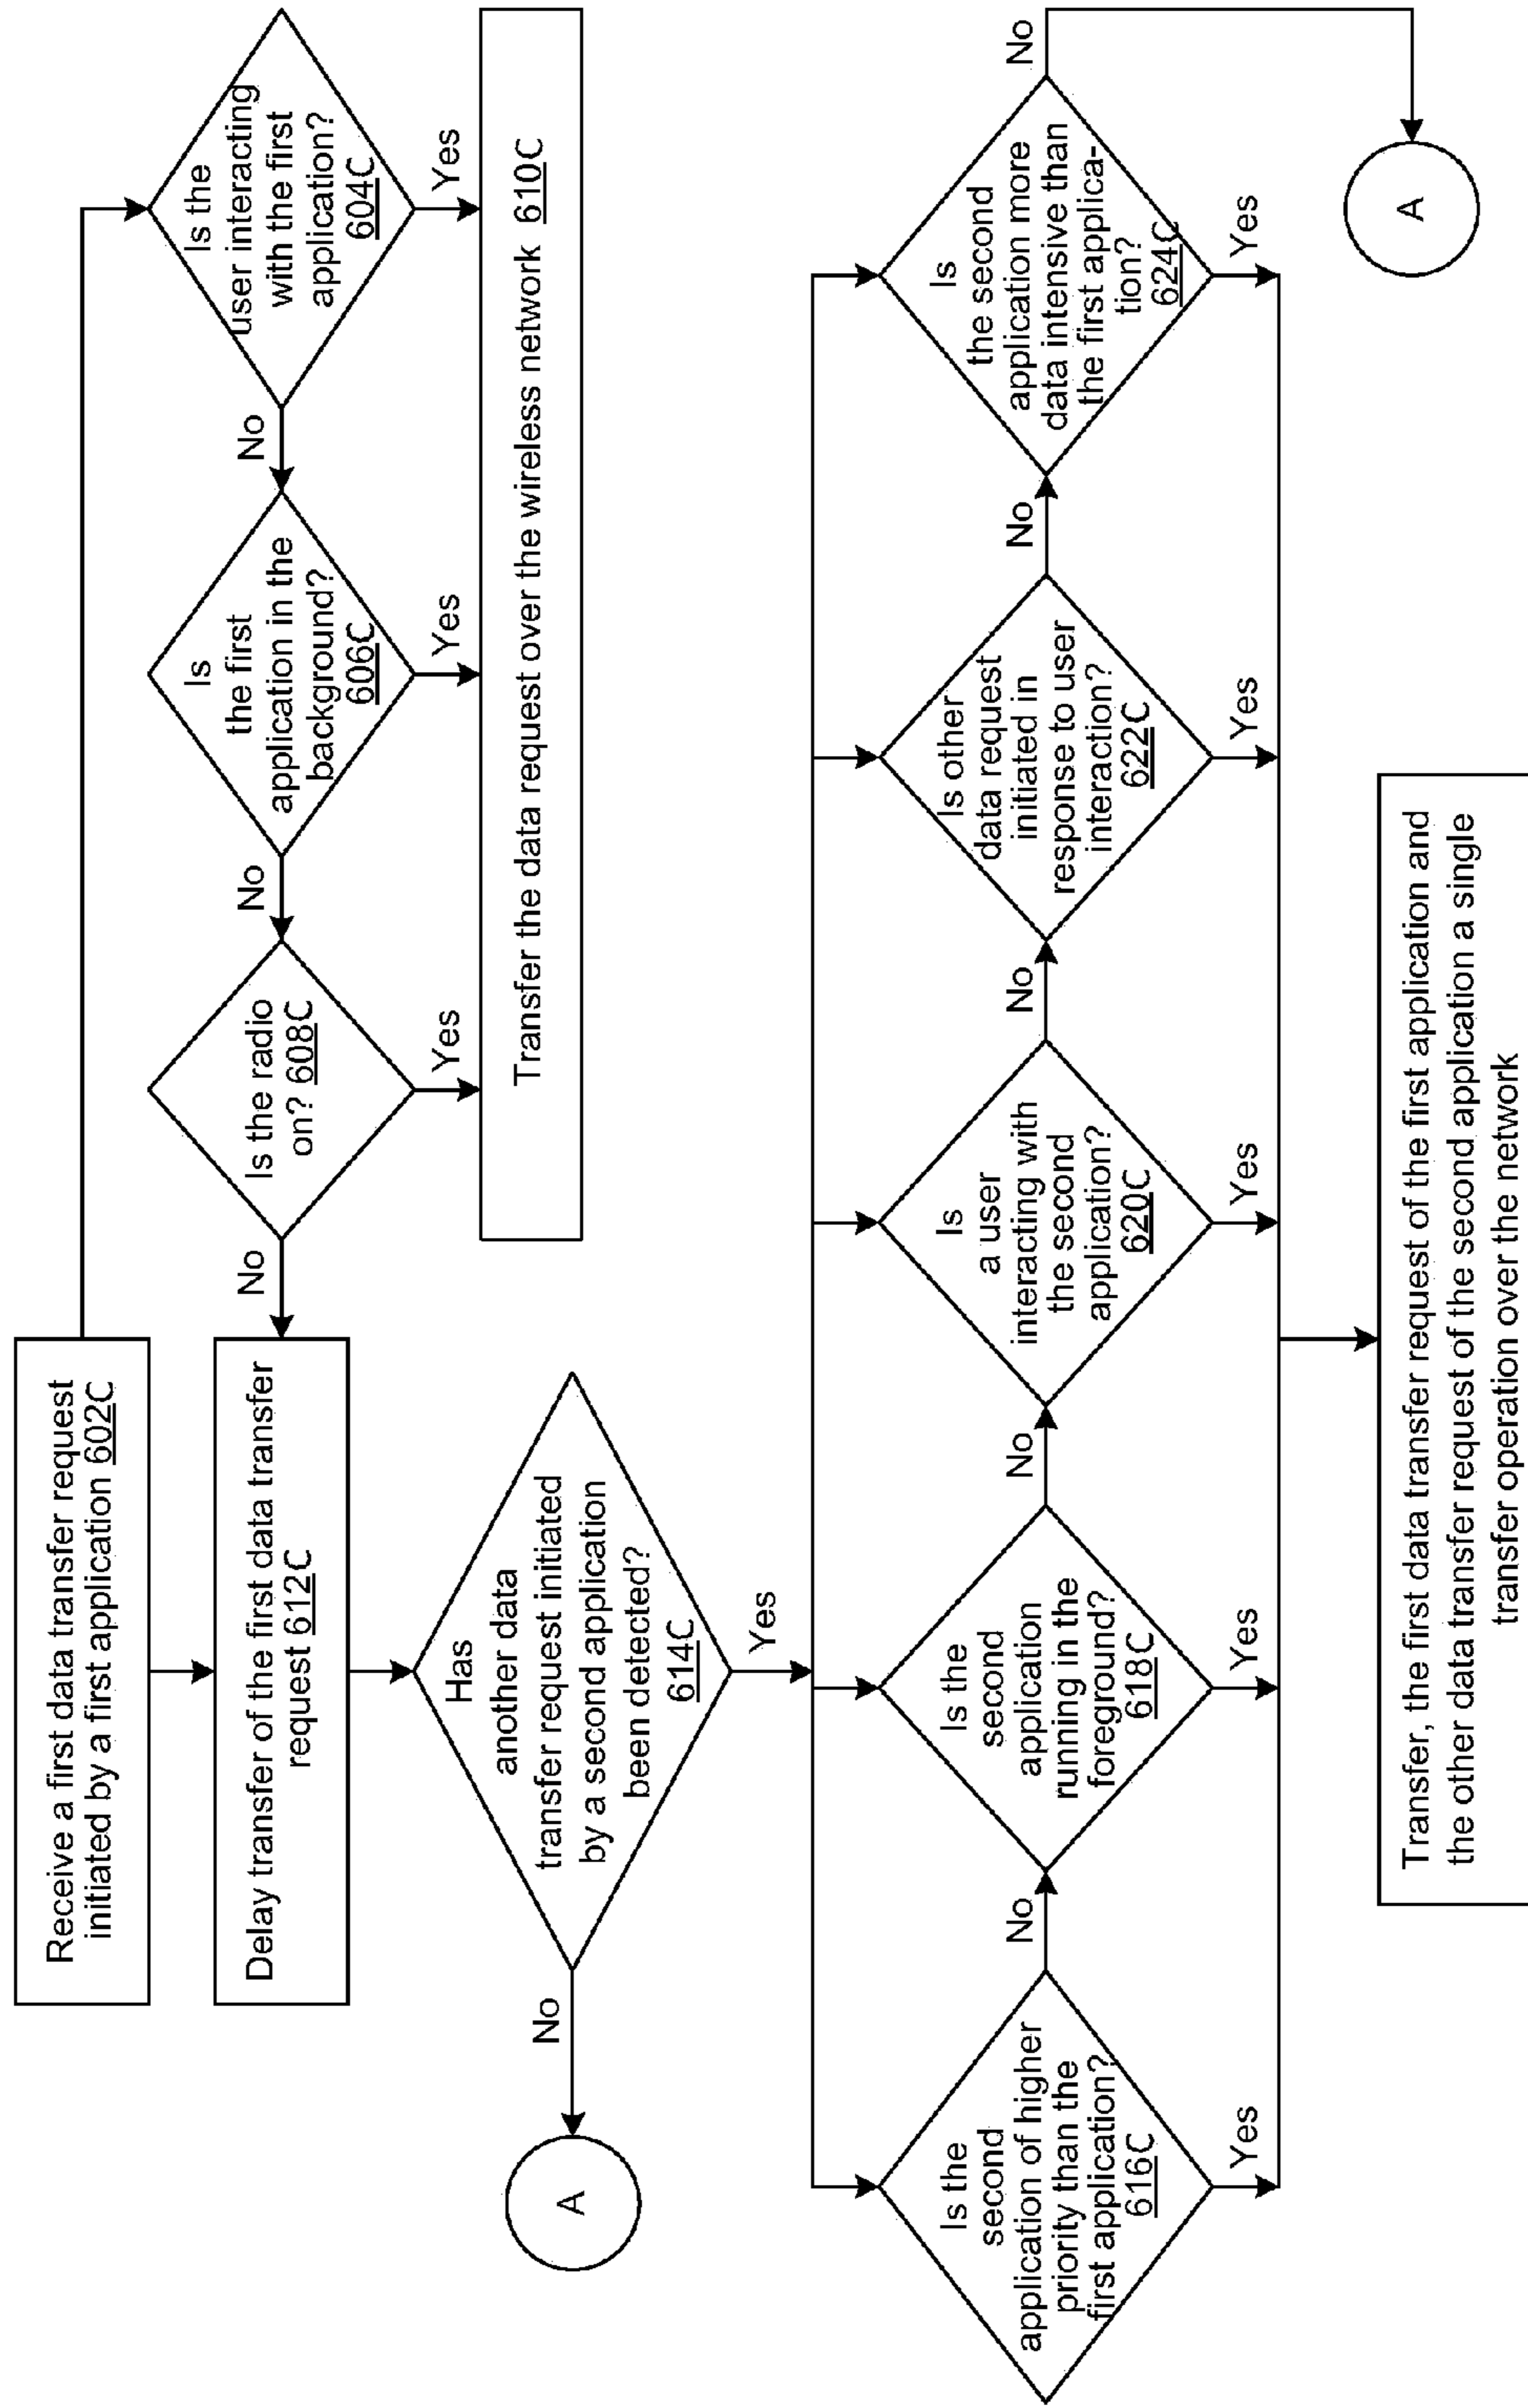 Receive a first data transfer request
initiated by a first application 602C
Is the
user interacting
with the first
application?
604C
No
Yes
Is
the first
application in the
background?
606C
No
Yes
Is the radio
on? 608C
No
Yes
Transfer the data request over the wireless network 610C
Delay transfer of the first data transfer
request 612C
Has
another data
transfer request initiated
by a second application
been detected?
614C
No
A
Yes
Is the
second
application of higher
priority than the
first application?
616C
No
Yes
Is the
second
application
running in the
foreground?
618C
No
Yes
Is
a user
interacting with
the second
application?
620C
No
Yes
Is other
data request
initiated in
response to user
interaction?
622C
No
Yes
Is
the second
application more
data intensive than
the first applica-
tion?
624C
No
Yes
A
Transfer, the first data transfer request of the first application and
the other data transfer request of the second application a single
transfer operation over the network